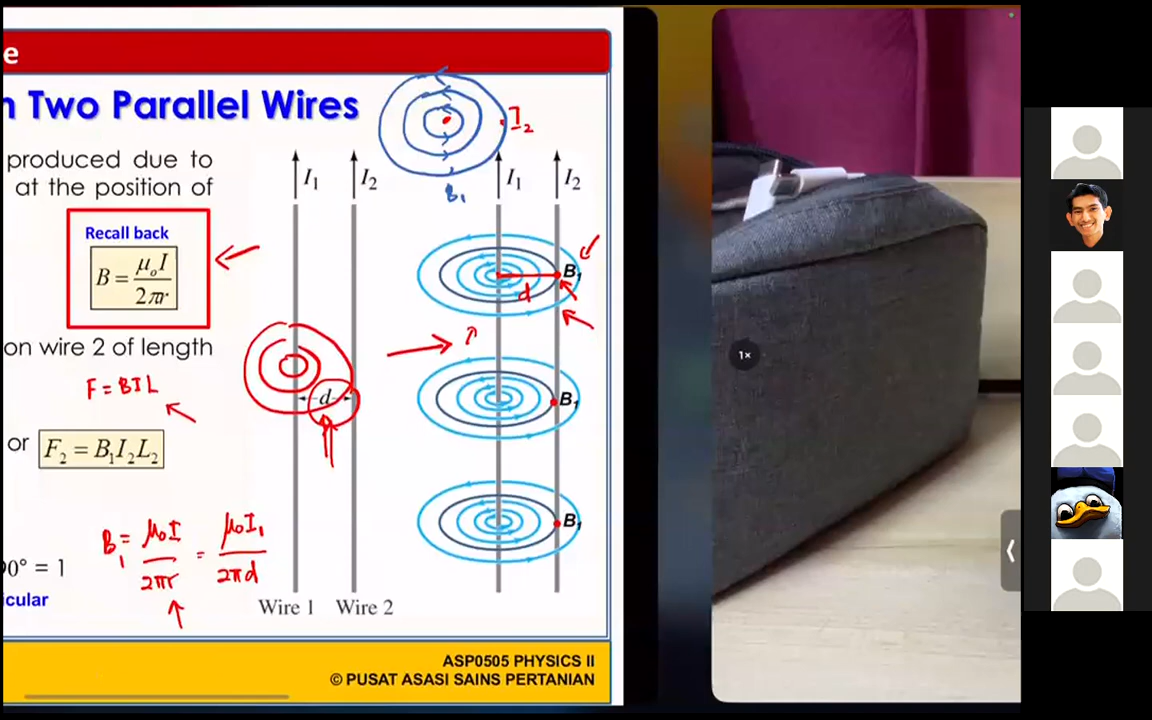 e
n Two Parallel Wires
I₂
B₁
produced due to
at the position of
I₁
I₂
I₁
I₂
Recall back
B = μₒI / 2πr
B₁
d
on wire 2 of length
F = BIL
d
B₁
or F₂ = B₁I₂L₂
B₁ = μ₀I / 2πr = μ₀I₁ / 2πd
B₁
0° = 1
icular
Wire 1 Wire 2
ASP0505 PHYSICS II
© PUSAT ASASI SAINS PERTANIAN
1×